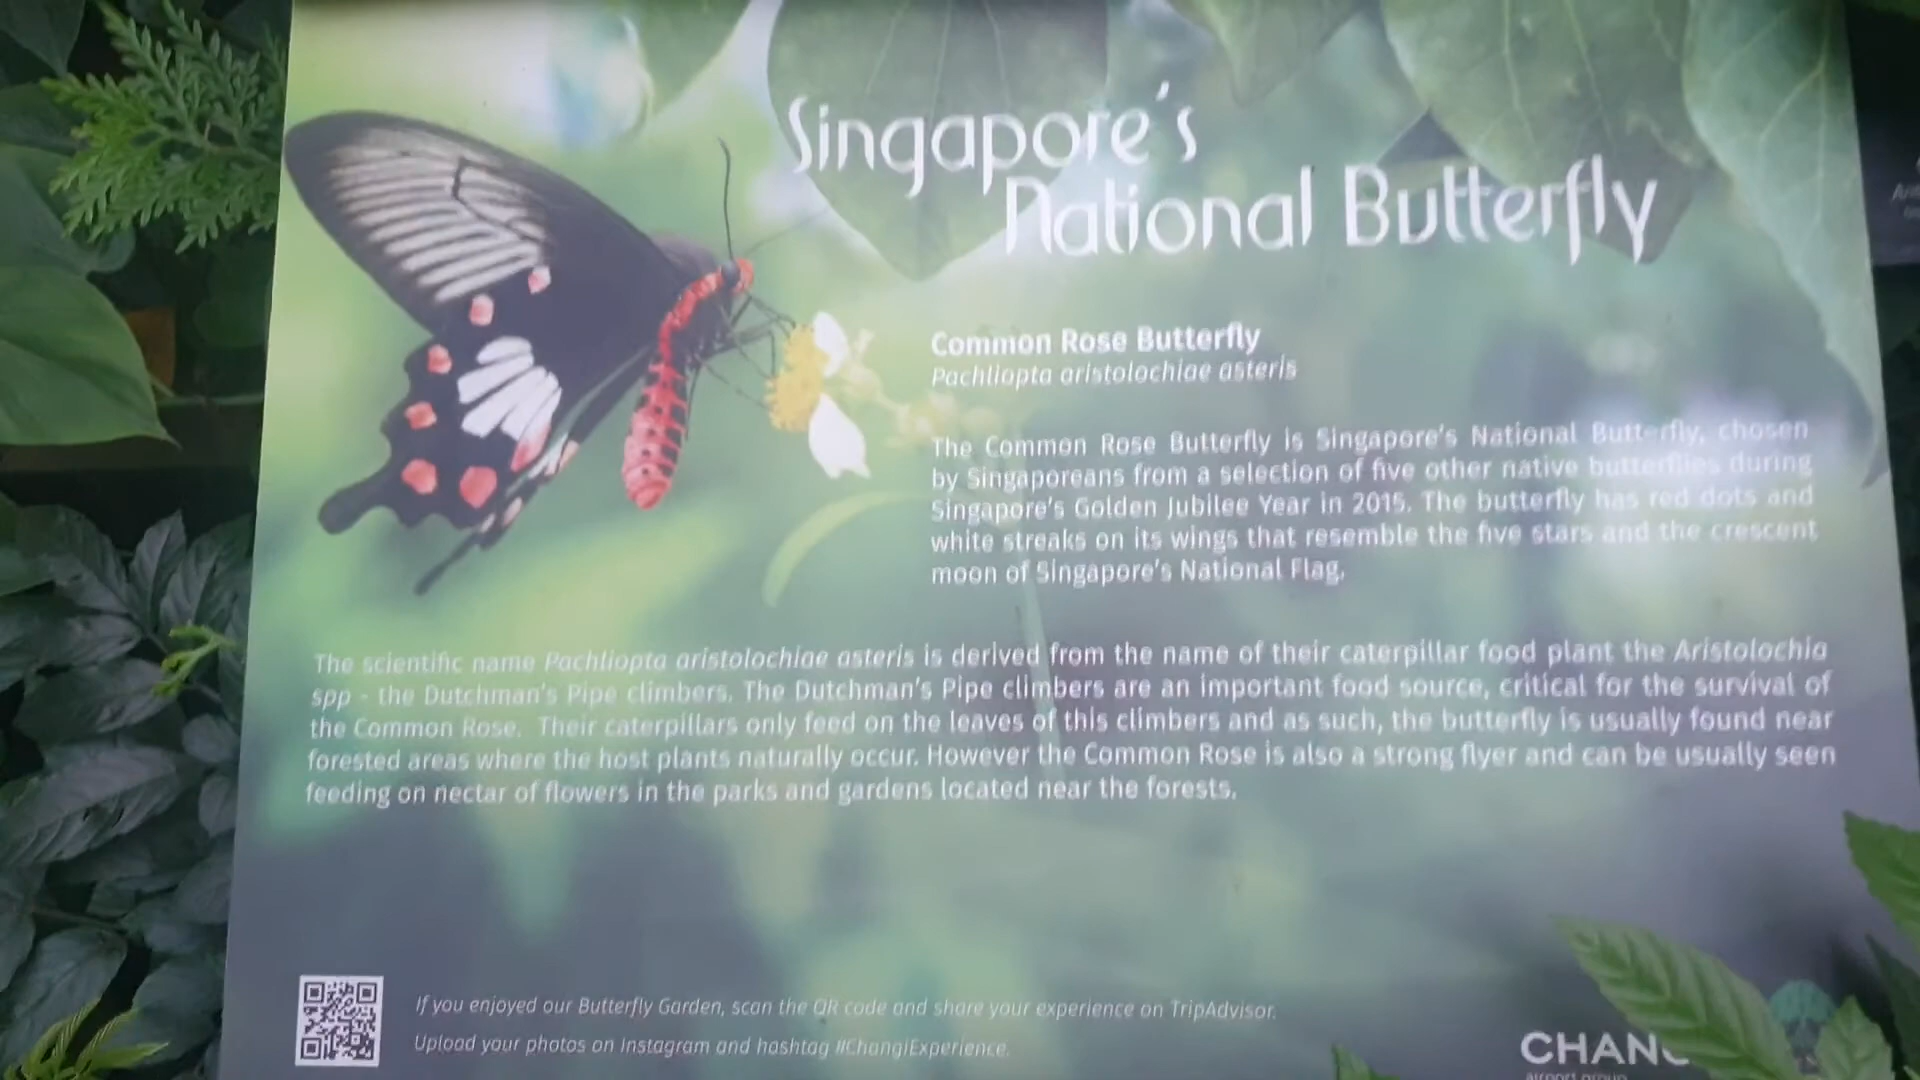 Singapore's
National Butterfly
Common Rose Butterfly
Pachliopta aristolochiae asteris
The Common Rose Butterfly is Singapore's National Butterfly, chosen
by Singaporeans from a selection of five other native butterflies during
Singapore's Golden Jubilee Year in 2015. The butterfly has red dots and
white streaks on its wings that resemble the five stars and the crescent
moon of Singapore's National Flag.
The scientific name Pachliopta aristolochiae asteris is derived from the name of their caterpillar food plant the Aristolochia
spp - the Dutchman's Pipe climbers. The Dutchman's Pipe climbers are an important food source, critical for the survival of
the Common Rose. Their caterpillars only feed on the leaves of this climbers and as such, the butterfly is usually found near
forested areas where the host plants naturally occur. However the Common Rose is also a strong flyer and can be usually seen
feeding on nectar of flowers in the parks and gardens located near the forests.
If you enjoyed our Butterfly Garden, scan the QR code and share your experience on TripAdvisor.
Upload your photos on Instagram and hashtag #ChangiExperience.
CHAN
airport group